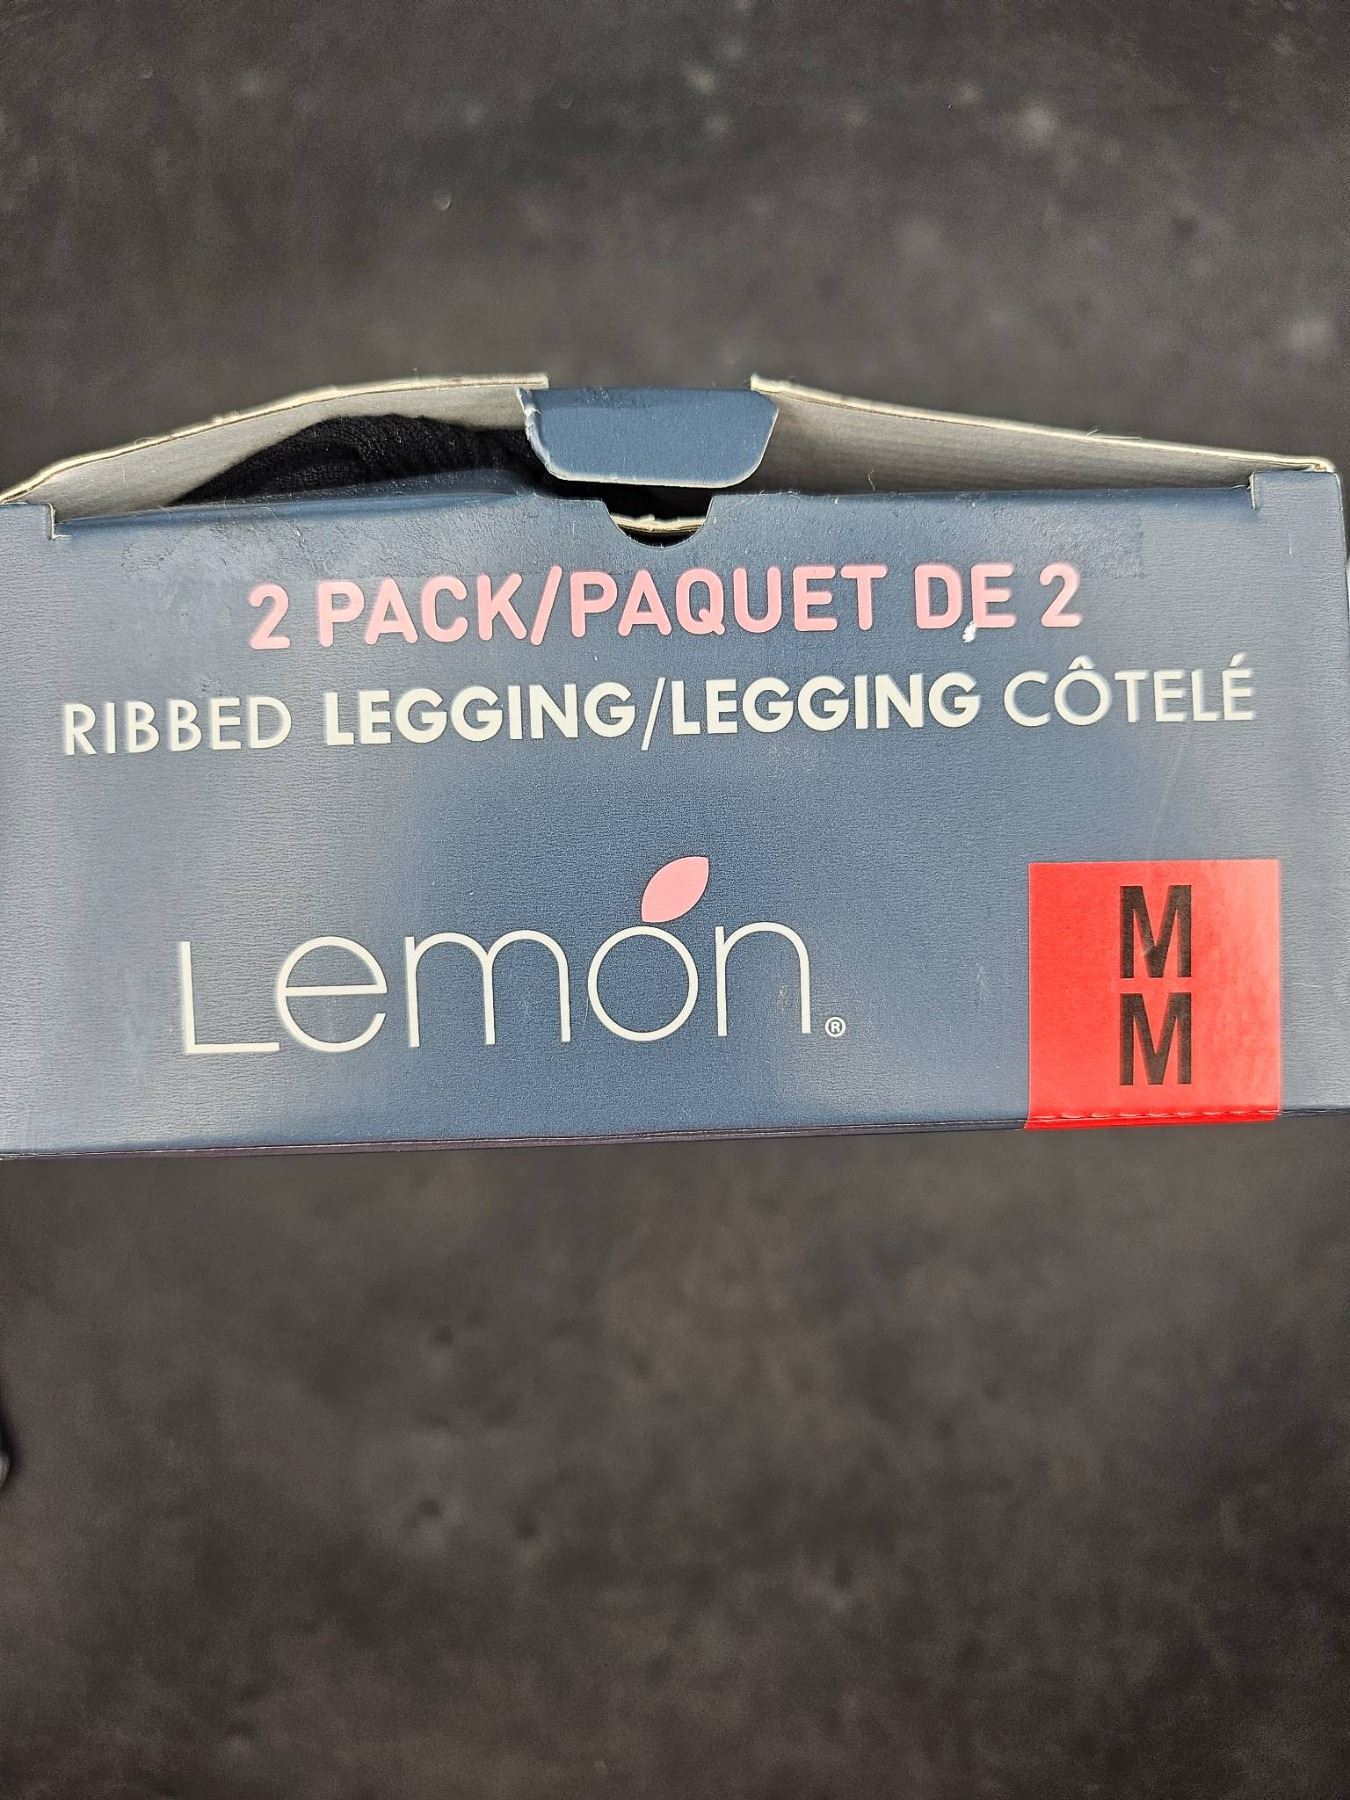 2 PACK/PAQUET DE 2
RIBBED LEGGING/LEGGING CÔTELÉ
Lemon®
M
M